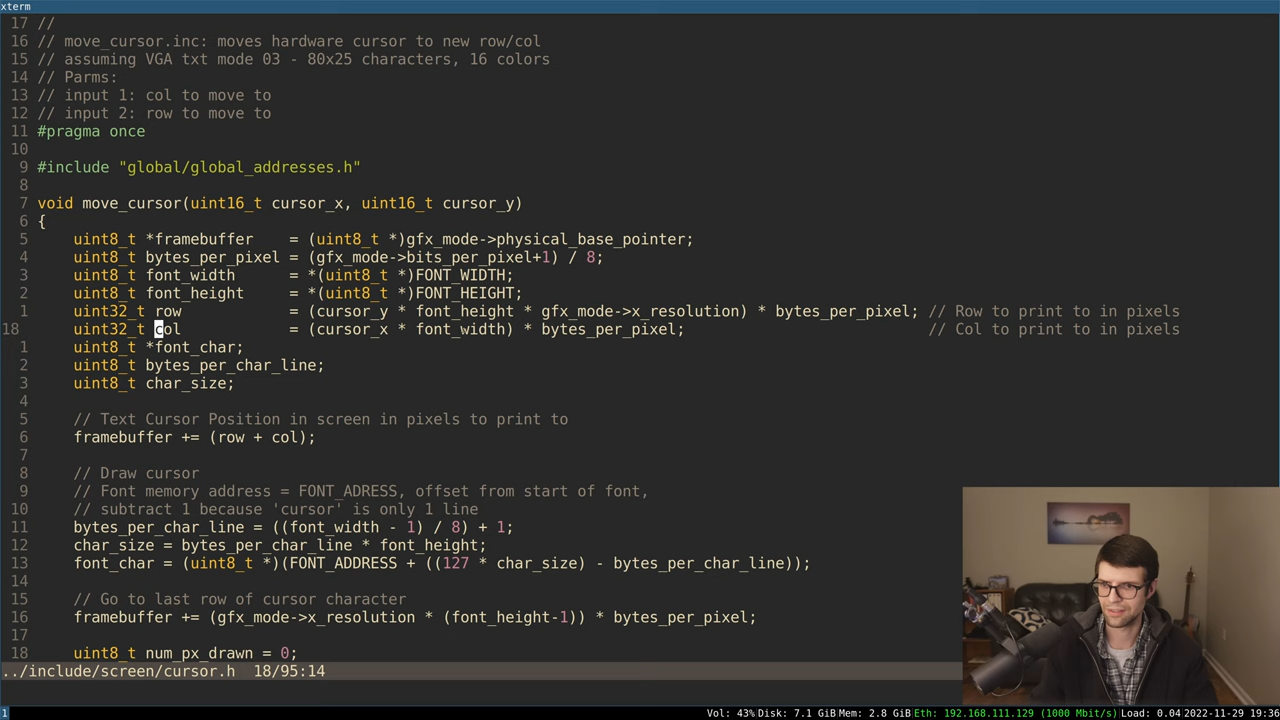 xterm
17 //
16 // move_cursor.inc: moves hardware cursor to new row/col
15 // assuming VGA txt mode 03 - 80x25 characters, 16 colors
14 // Parms:
13 // input 1: col to move to
12 // input 2: row to move to
11 #pragma once
10
9 #include "global/global_addresses.h"
8
7 void move_cursor(uint16_t cursor_x, uint16_t cursor_y)
6 {
5 uint8_t *framebuffer = (uint8_t *)gfx_mode->physical_base_pointer;
4 uint8_t bytes_per_pixel = (gfx_mode->bits_per_pixel+1) / 8;
3 uint8_t font_width = *(uint8_t *)FONT_WIDTH;
2 uint8_t font_height = *(uint8_t *)FONT_HEIGHT;
1 uint32_t row = (cursor_y * font_height * gfx_mode->x_resolution) * bytes_per_pixel; // Row to print to in pixels
18 uint32_t col = (cursor_x * font_width) * bytes_per_pixel; // Col to print to in pixels
1 uint8_t *font_char;
2 uint8_t bytes_per_char_line;
3 uint8_t char_size;
4
5 // Text Cursor Position in screen in pixels to print to
6 framebuffer += (row + col);
7
8 // Draw cursor
9 // Font memory address = FONT_ADRESS, offset from start of font,
10 // subtract 1 because 'cursor' is only 1 line
11 bytes_per_char_line = ((font_width - 1) / 8) + 1;
12 char_size = bytes_per_char_line * font_height;
13 font_char = (uint8_t *)(FONT_ADDRESS + ((127 * char_size) - bytes_per_char_line));
14
15 // Go to last row of cursor character
16 framebuffer += (gfx_mode->x_resolution * (font_height-1)) * bytes_per_pixel;
17
18 uint8_t num_px_drawn = 0;
../include/screen/cursor.h 18/95:14
1 Vol: 43% Disk: 7.1 GiB Mem: 2.8 GiB Eth: 192.168.111.129 (1000 Mbit/s) Load: 0.04 2022-11-29 19:36